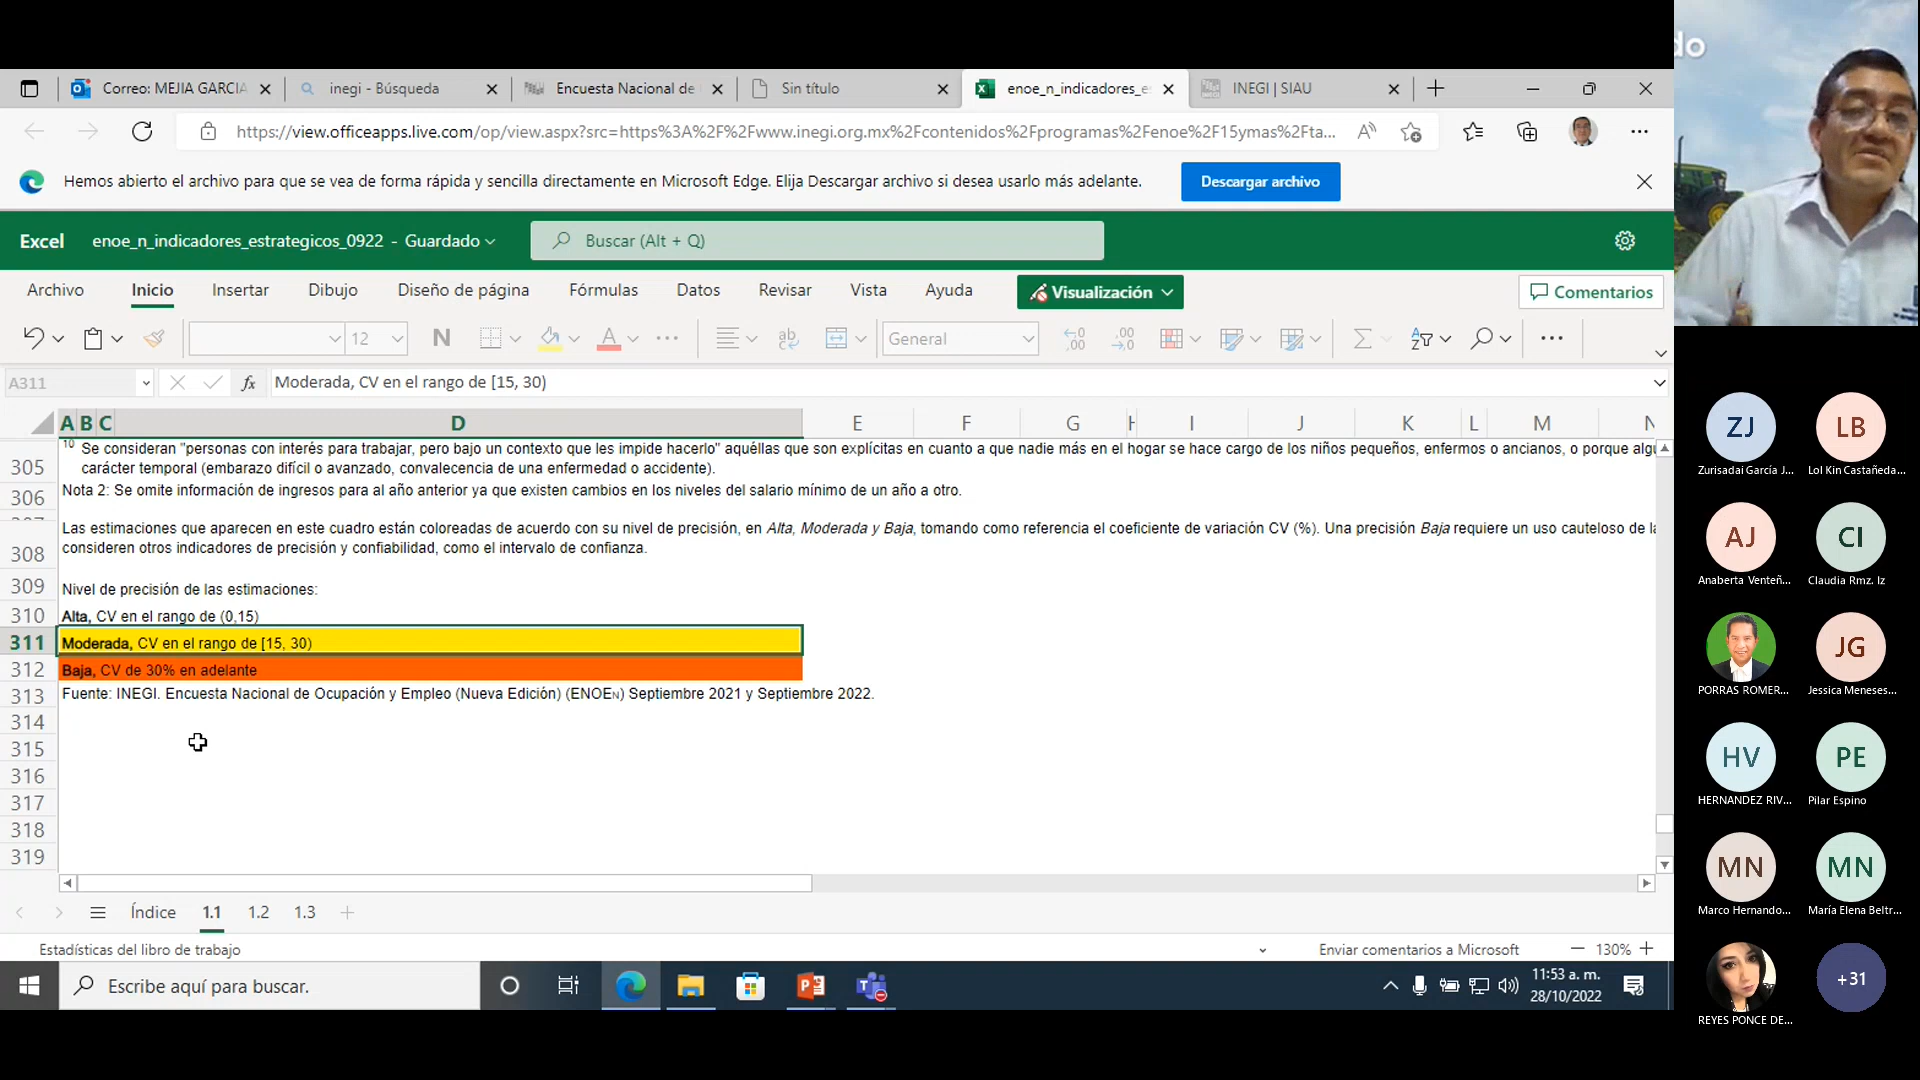 do
Correo: MEJIA GARCIA
inegi - Búsqueda
Encuesta Nacional de
Sin título
enoe_n_indicadores_es
INEGI | SIAU
https://view.officeapps.live.com/op/view.aspx?src=https%3A%2F%2Fwww.inegi.org.mx%2Fcontenidos%2Fprogramas%2Fenoe%2F15ymas%2Fta...
Hemos abierto el archivo para que se vea de forma rápida y sencilla directamente en Microsoft Edge. Elija Descargar archivo si desea usarlo más adelante.
Descargar archivo
Excel
enoe_n_indicadores_estrategicos_0922 - Guardado
Buscar (Alt + Q)
Archivo
Inicio
Insertar
Dibujo
Diseño de página
Fórmulas
Datos
Revisar
Vista
Ayuda
Visualización
Comentarios
12
N
A
ab
General
A311
fx
Moderada, CV en el rango de [15, 30)
A B C D E F G H I J K L M N
305
10 Se consideran "personas con interés para trabajar, pero bajo un contexto que les impide hacerlo" aquéllas que son explícitas en cuanto a que nadie más en el hogar se hace cargo de los niños pequeños, enfermos o ancianos, o porque algu
carácter temporal (embarazo difícil o avanzado, convalecencia de una enfermedad o accidente).
306 Nota 2: Se omite información de ingresos para al año anterior ya que existen cambios en los niveles del salario mínimo de un año a otro.
308
Las estimaciones que aparecen en este cuadro están coloreadas de acuerdo con su nivel de precisión, en Alta, Moderada y Baja, tomando como referencia el coeficiente de variación CV (%). Una precisión Baja requiere un uso cauteloso de la
consideren otros indicadores de precisión y confiabilidad, como el intervalo de confianza.
309 Nivel de precisión de las estimaciones:
310 Alta, CV en el rango de (0,15)
311 Moderada, CV en el rango de [15, 30)
312 Baja, CV de 30% en adelante
313 Fuente: INEGI. Encuesta Nacional de Ocupación y Empleo (Nueva Edición) (ENOEN) Septiembre 2021 y Septiembre 2022.
314
315
316
317
318
319
Índice
1.1
1.2
1.3
Estadísticas del libro de trabajo
Enviar comentarios a Microsoft
130%
Escribe aquí para buscar.
11:53 a. m.
28/10/2022
ZJ
Zurisadai García J...
LB
Lol Kin Castañeda...
AJ
Anaberta Venteñ...
CI
Claudia Rmz. Iz
PORRAS ROMER...
JG
Jessica Meneses...
HV
HERNANDEZ RIV...
PE
Pilar Espino
MN
Marco Hernando...
MN
María Elena Beltr...
REYES PONCE DE...
+31